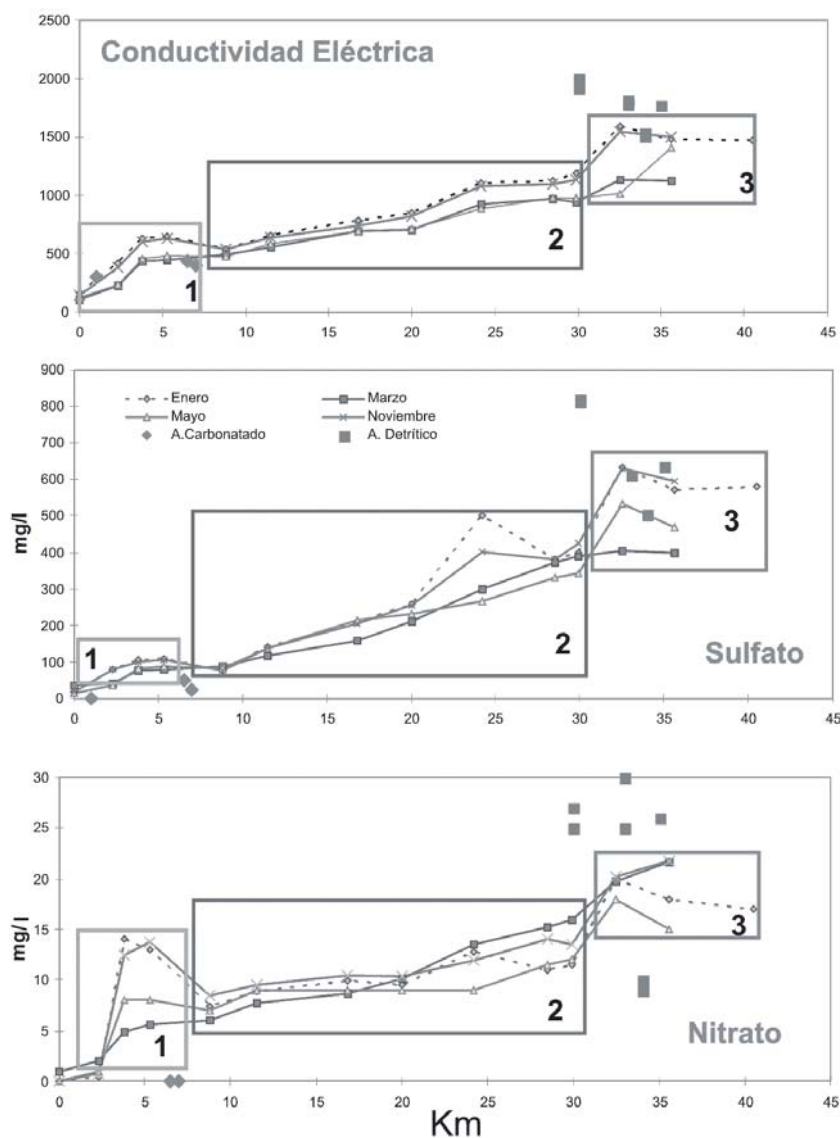 Conductividad Eléctrica
2500
2000
1500
1000
500
0
1
2
3
0 5 10 15 20 25 30 35 40 45
900
800
700
600
500
400
300
200
100
0
mg/l
Enero Marzo
Mayo Noviembre
A.Carbonatado A. Detrítico
1
2
3
Sulfato
0 5 10 15 20 25 30 35 40 45
30
25
20
15
10
5
0
mg/l
1
2
3
Nitrato
0 5 10 15 20 25 30 35 40 45
Km